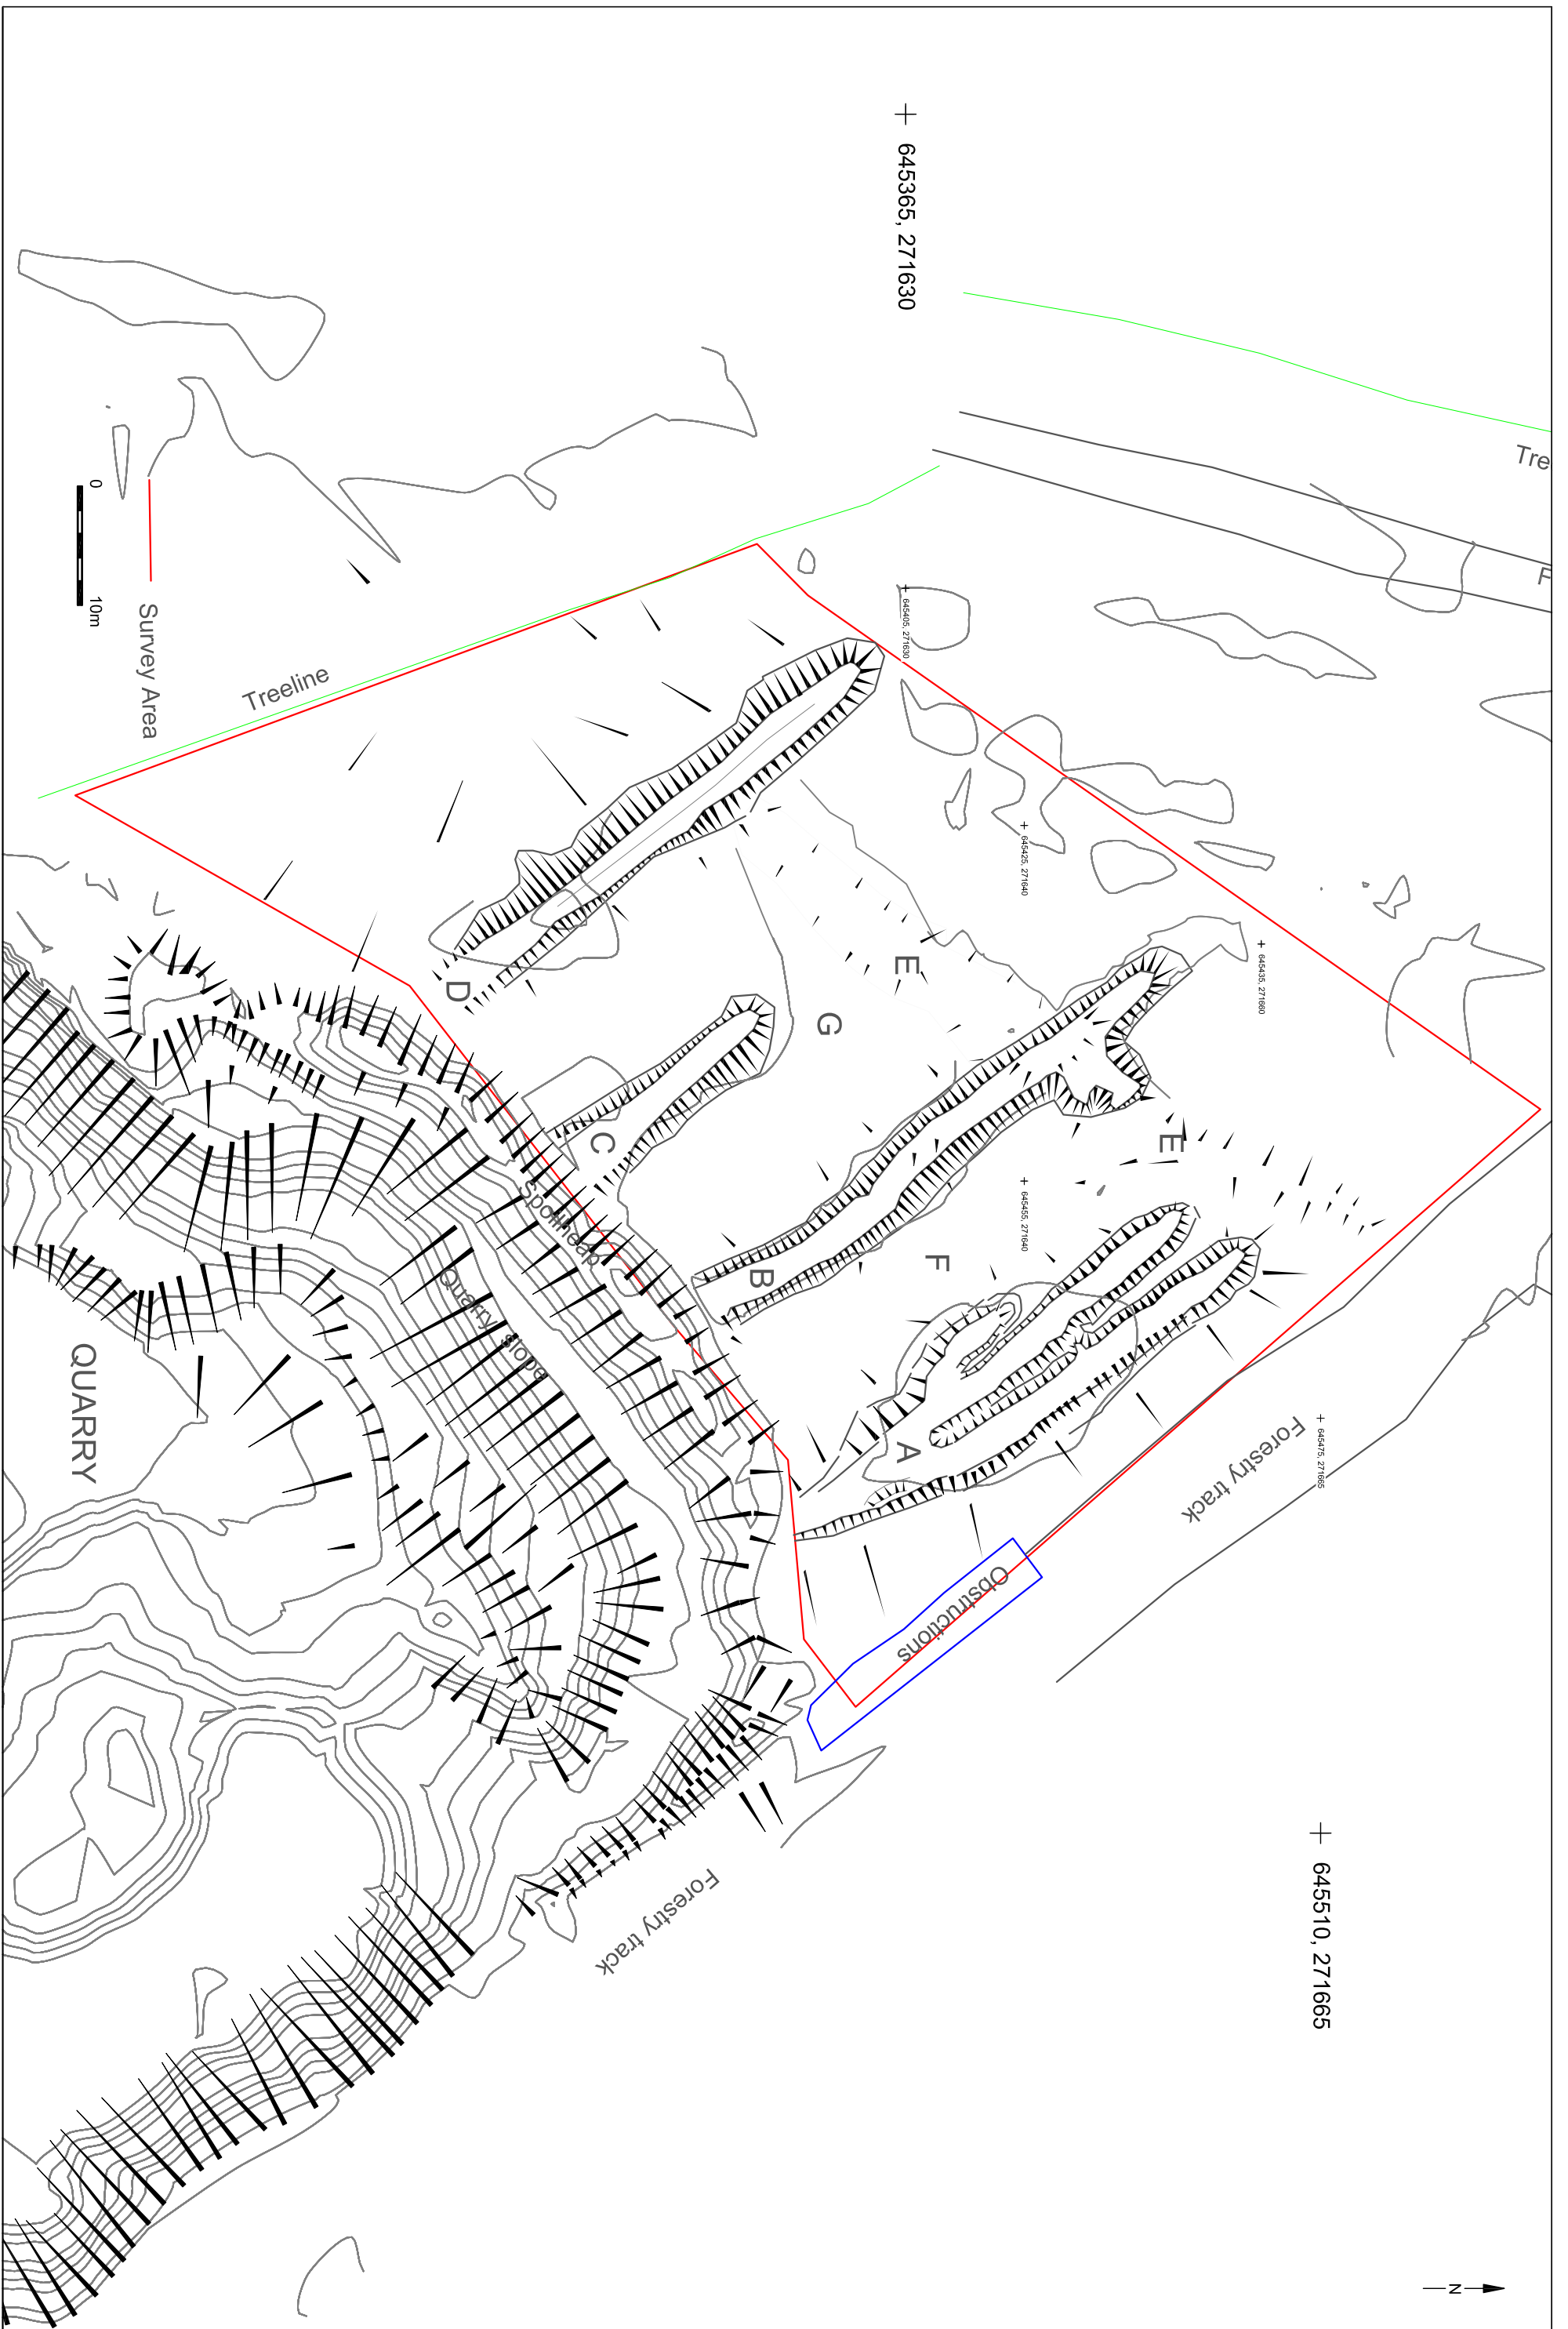 645365, 271630
Tre
F
645405, 271630
645425, 271640
645435, 271660
0
10m
Survey Area
Treeline
E
D
G
E
C
B
F
645455, 271640
A
Spoilheap
Quarry slope
QUARRY
645475, 271665
Forestry track
Obstructions
Forestry track
645510, 271665
N